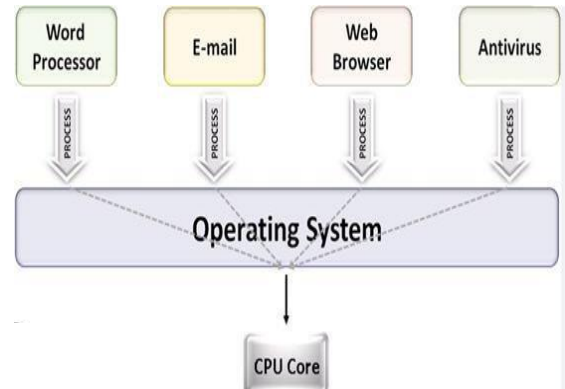 Word
Processor
E-mail
Web
Browser
Antivirus
PROCESS
PROCESS
PROCESS
PROCESS
Operating System
CPU Core